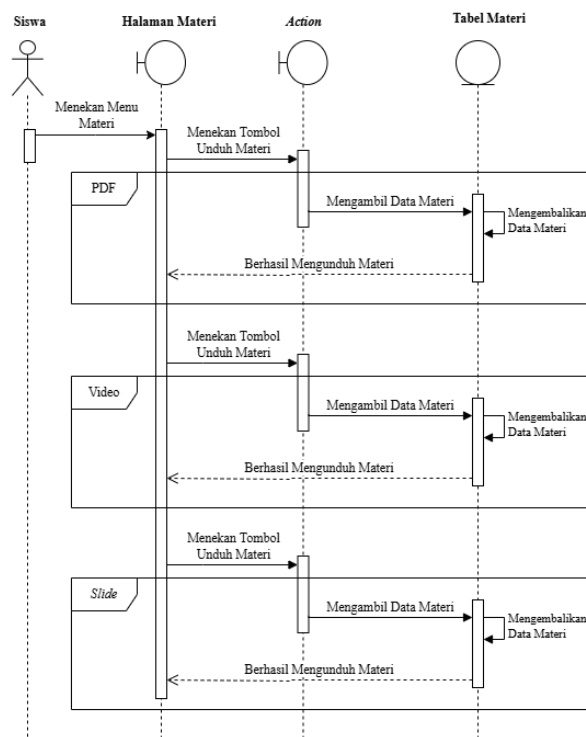 Siswa
Halaman Materi
Action
Tabel Materi
Menekan Menu
Materi
Menekan Tombol
Unduh Materi
PDF
Mengambil Data Materi
Mengembalikan
Data Materi
Berhasil Mengunduh Materi
Menekan Tombol
Unduh Materi
Video
Mengambil Data Materi
Mengembalikan
Data Materi
Berhasil Mengunduh Materi
Menekan Tombol
Unduh Materi
Slide
Mengambil Data Materi
Mengembalikan
Data Materi
Berhasil Mengunduh Materi